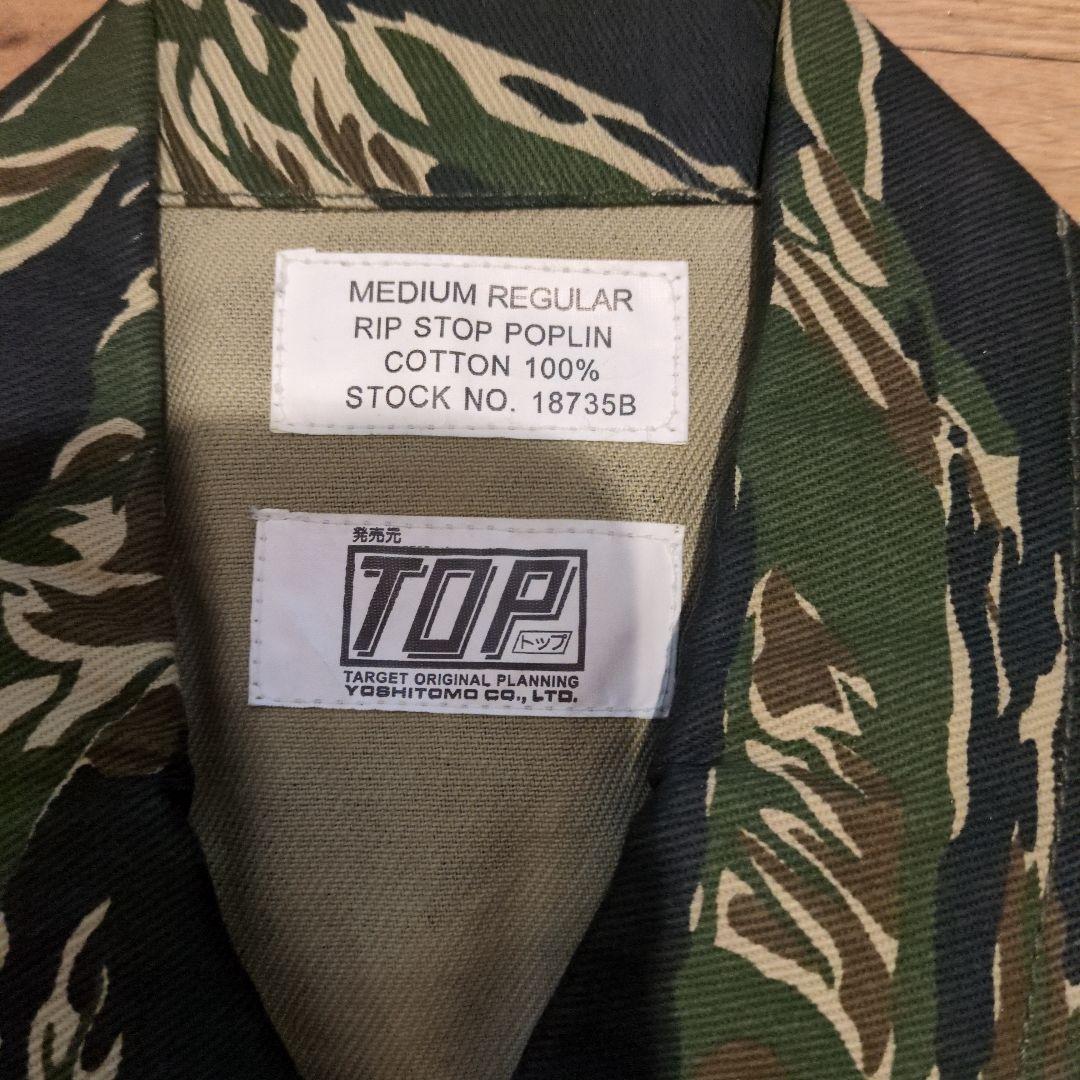 MEDIUM REGULAR
RIP STOP POPLIN
COTTON 100%
STOCK NO. 18735B
発売元
TOP
トップ
TARGET ORIGINAL PLANNING
YOSHITOMO CO., LTD.